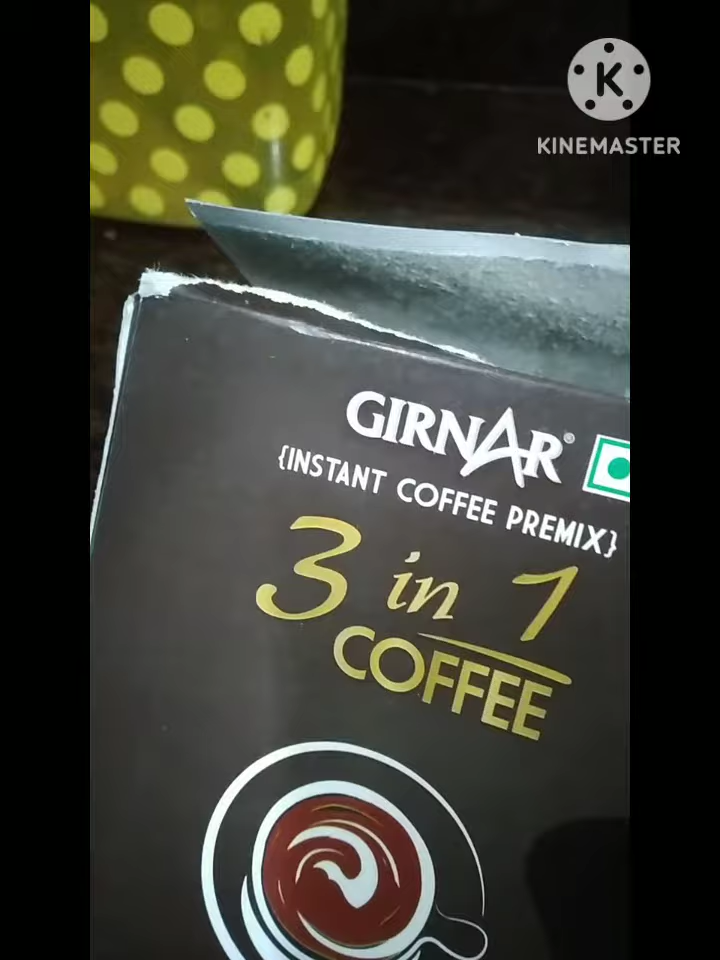 K
KINEMASTER
GIRNAR®
{INSTANT COFFEE PREMIX}
3 in 1
COFFEE